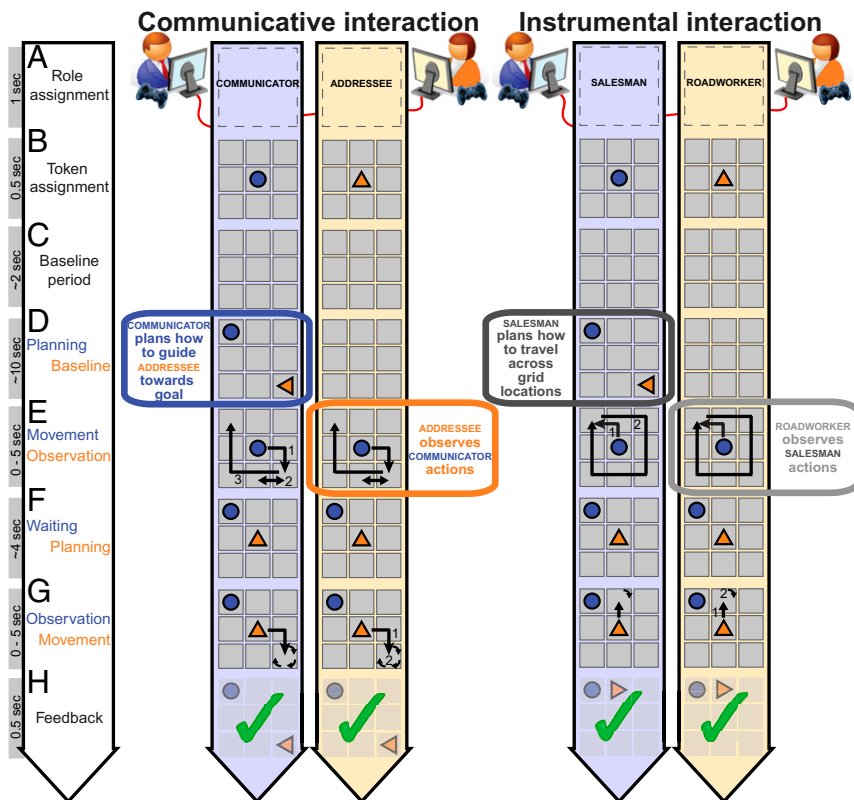 Communicative interaction
Instrumental interaction
1 sec
A
Role
assignment
COMMUNICATOR
ADDRESSEE
SALESMAN
ROADWORKER
0.5 sec
B
Token
assignment
~2 sec
C
Baseline
period
~10 sec
D
Planning
Baseline
COMMUNICATOR
plans how
to guide
ADDRESSEE
towards
goal
SALESMAN
plans how
to travel
across
grid
locations
0 - 5 sec
E
Movement
Observation
1
3 2
ADDRESSEE
observes
COMMUNICATOR
actions
2
1
ROADWORKER
observes
SALESMAN
actions
~4 sec
F
Waiting
Planning
0 - 5 sec
G
Observation
Movement
1
2
2
1
0.5 sec
H
Feedback